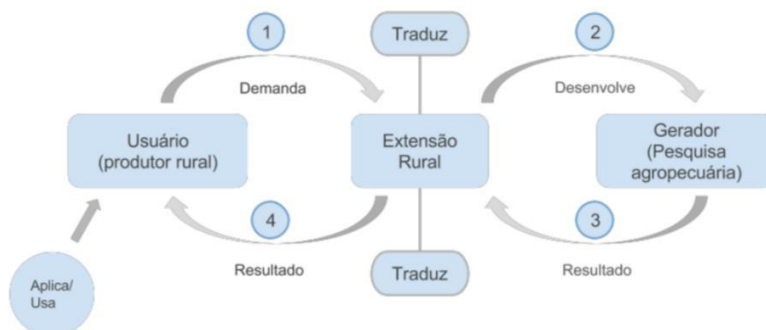 1
Traduz
2
Demanda
Desenvolve
Usuário
(produtor rural)
Extensão
Rural
Gerador
(Pesquisa
agropecuária)
4
3
Aplica/
Usa
Resultado
Traduz
Resultado